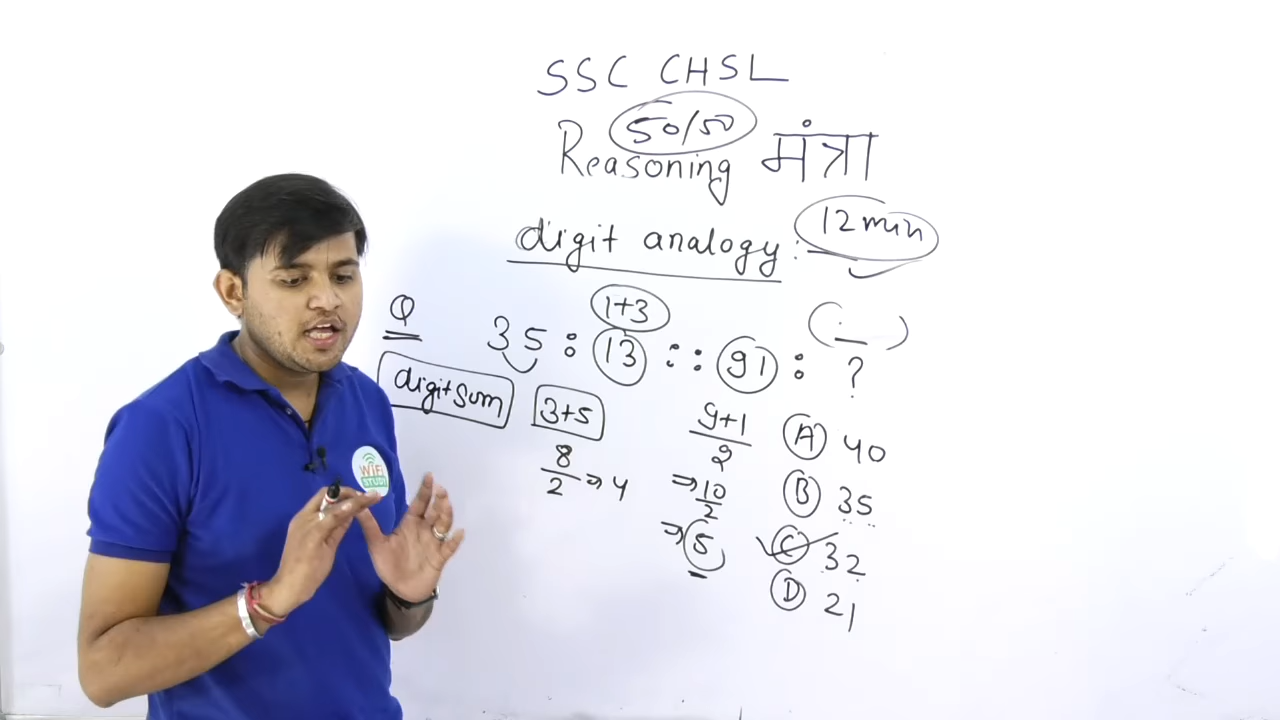 SSC CHSL
50/50
Reasoning मंत्रा
digit analogy : 12 min
Q
1+3
35 : 13 :: 91 : ( _ )
?
digit sum
3+5
8/2 ⇒ 4
9+1/2
⇒ 10/2
⇒ 5
(A) 40
(B) 35
(C) 32
(D) 21
WiFi
STUDY